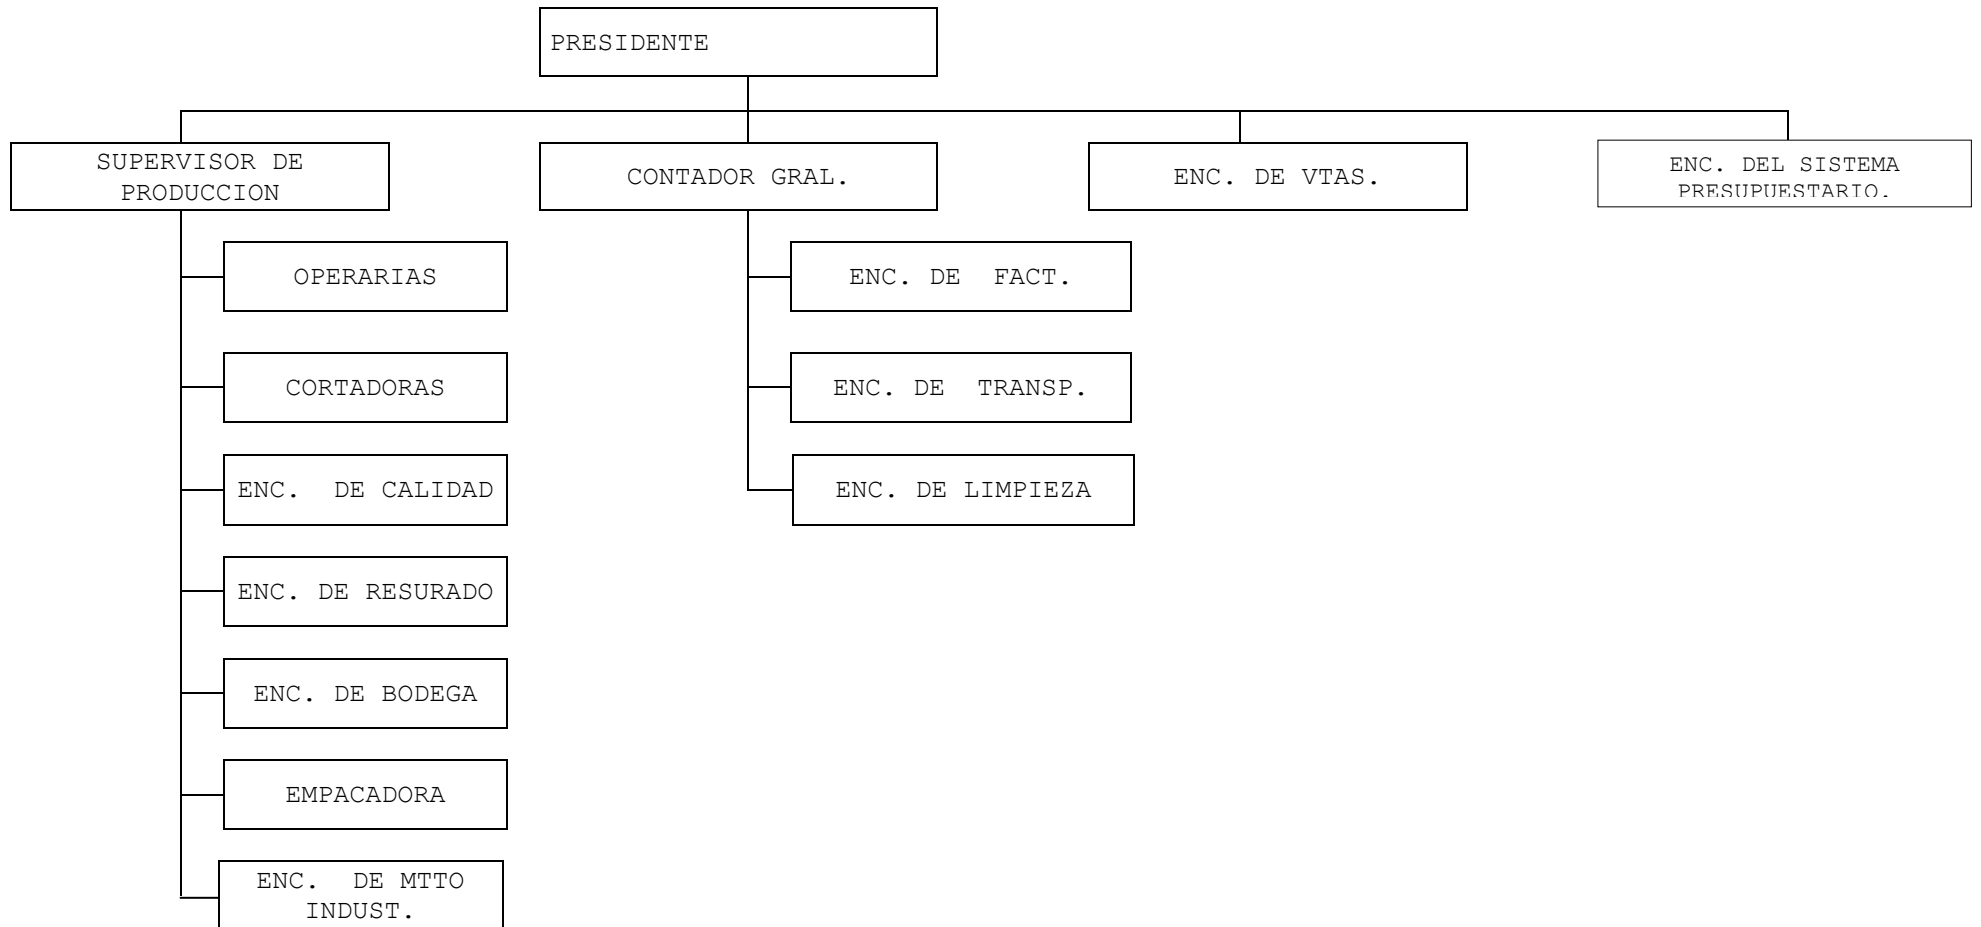 PRESIDENTE
SUPERVISOR DE
PRODUCCION
CONTADOR GRAL.
ENC. DE VTAS.
ENC. DEL SISTEMA
PRESUPUESTARIO.
OPERARIAS
ENC. DE  FACT.
CORTADORAS
ENC. DE  TRANSP.
ENC.  DE CALIDAD
ENC. DE LIMPIEZA
ENC. DE RESURADO
ENC. DE BODEGA
EMPACADORA
ENC.  DE MTTO
INDUST.